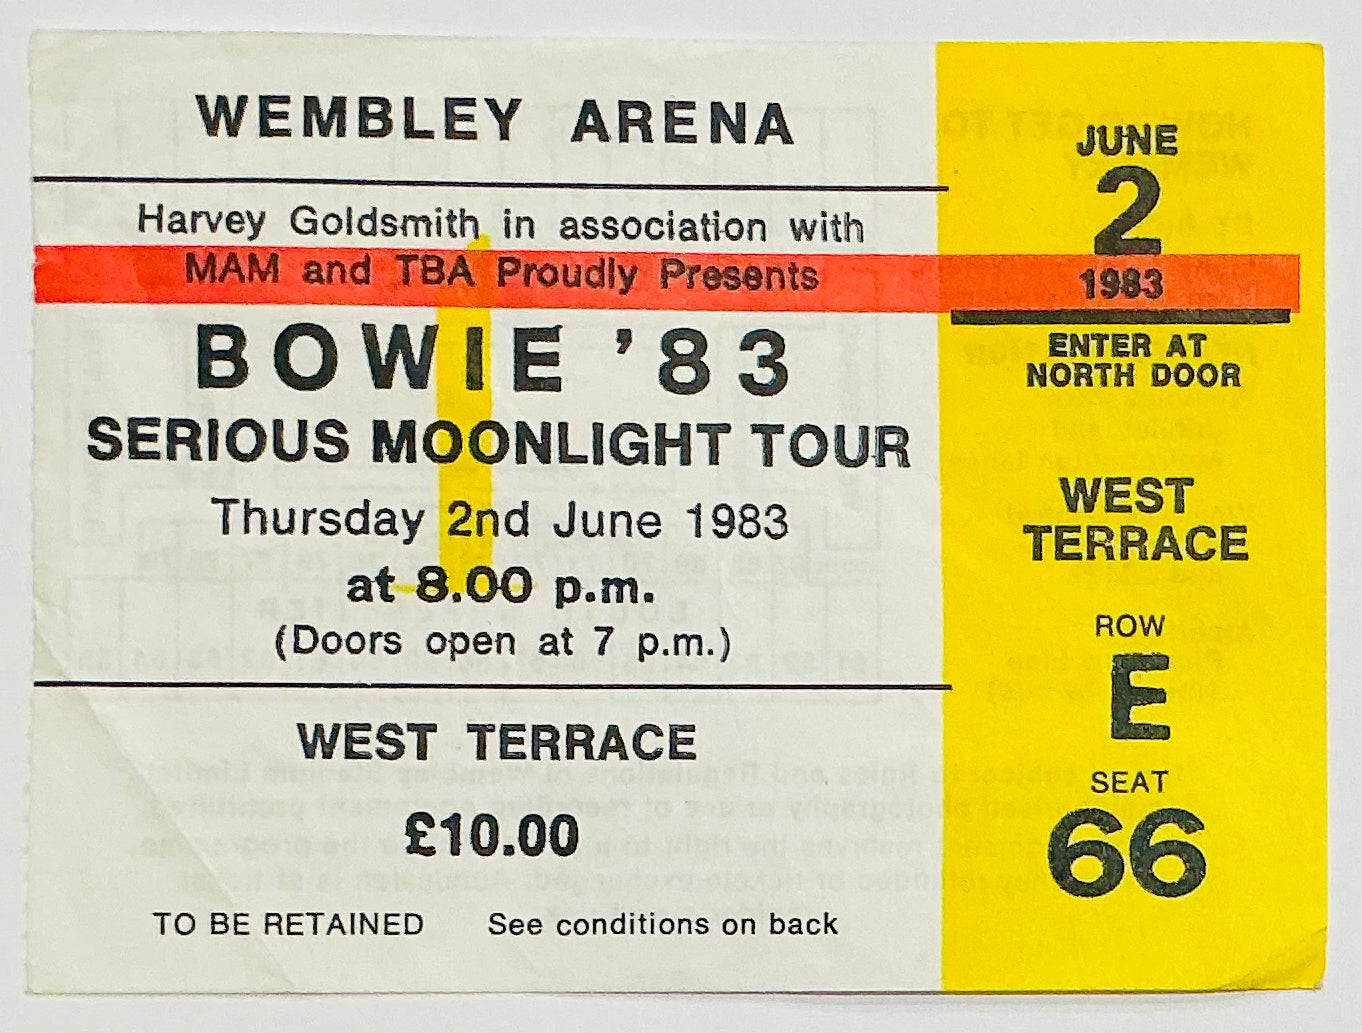 WEMBLEY ARENA
Harvey Goldsmith in association with
MAM and TBA Proudly Presents
BOWIE '83
SERIOUS MOONLIGHT TOUR
Thursday 2nd June 1983
at 8.00 p.m.
(Doors open at 7 p.m.)
WEST TERRACE
£10.00
TO BE RETAINED See conditions on back
JUNE
2
1983
ENTER AT
NORTH DOOR
WEST
TERRACE
ROW
E
SEAT
66